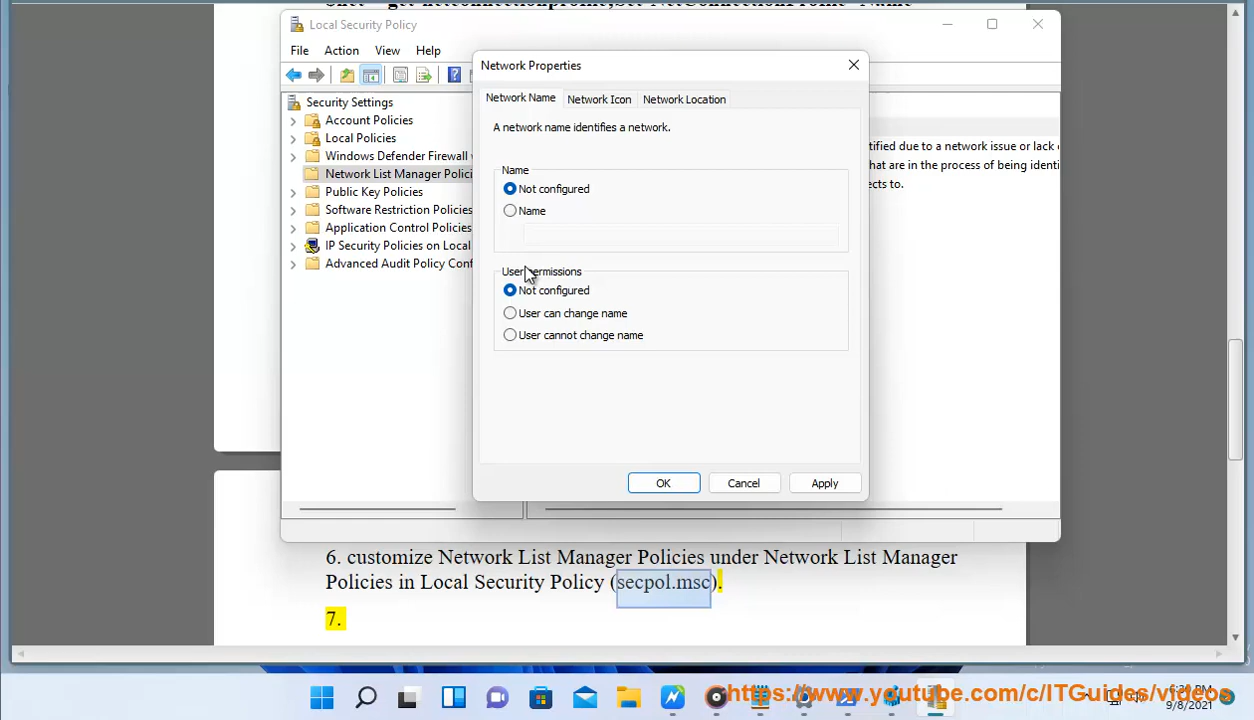 Local Security Policy
File Action View Help
Network Properties
Network Name Network Icon Network Location
A network name identifies a network.
Name
Not configured
Name
User permissions
Not configured
User can change name
User cannot change name
OK Cancel Apply
Security Settings
Account Policies
Local Policies
Windows Defender Firewall
Network List Manager Polici
Public Key Policies
Software Restriction Policies
Application Control Policies
IP Security Policies on Local
Advanced Audit Policy Conf
tified due to a network issue or lack
hat are in the process of being identi
ects to.
6. customize Network List Manager Policies under Network List Manager
Policies in Local Security Policy (secpol.msc).
7.
https://www.youtube.com/c/ITGuides/videos
9/8/2021